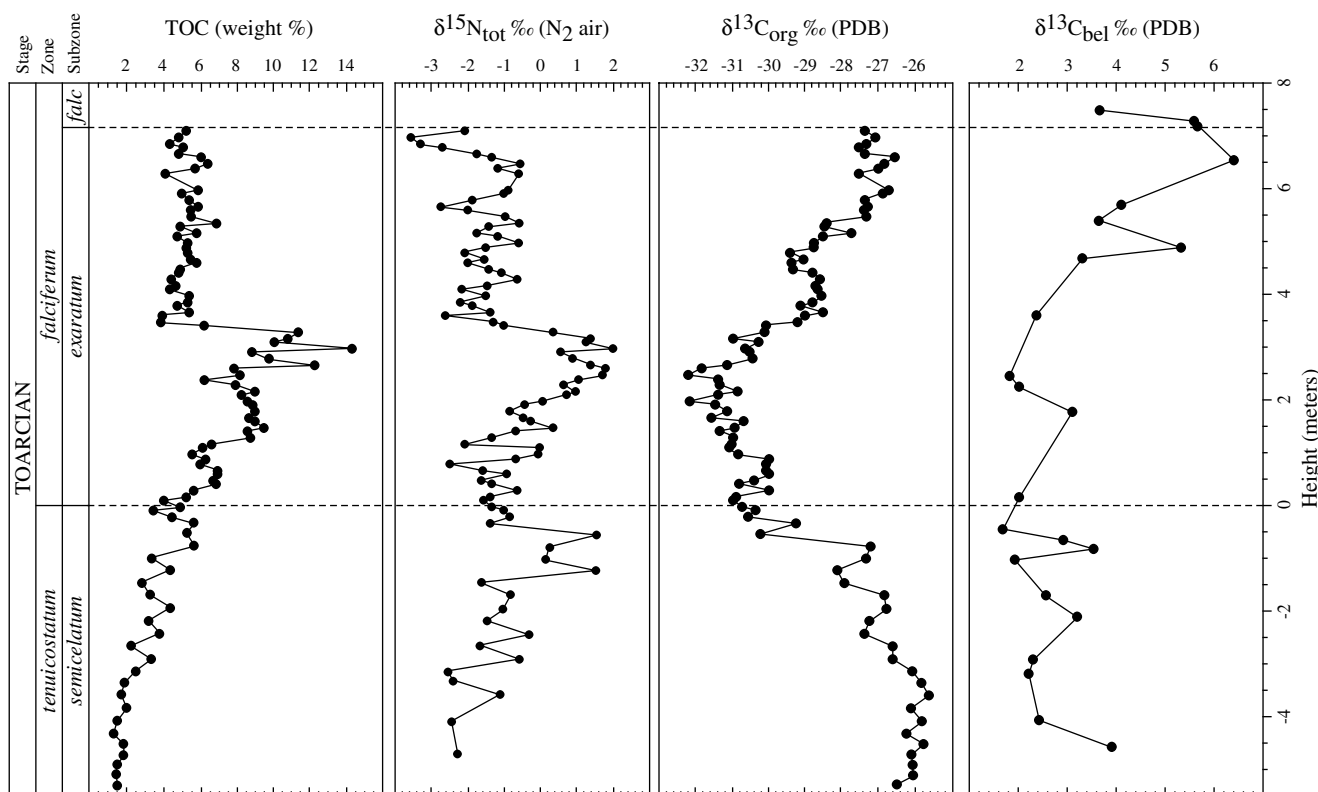 Stage
Zone
Subzone
TOC (weight %)
δ¹⁵Ntot ‰ (N₂ air)
δ¹³Corg ‰ (PDB)
δ¹³Cbel ‰ (PDB)
2 4 6 8 10 12 14
-3 -2 -1 0 1 2
-32 -31 -30 -29 -28 -27 -26
2 3 4 5 6
TOARCIAN
falciferum
tenuicostatum
falc
exaratum
semicelatum
8
6
4
2
0
-2
-4
Height (meters)